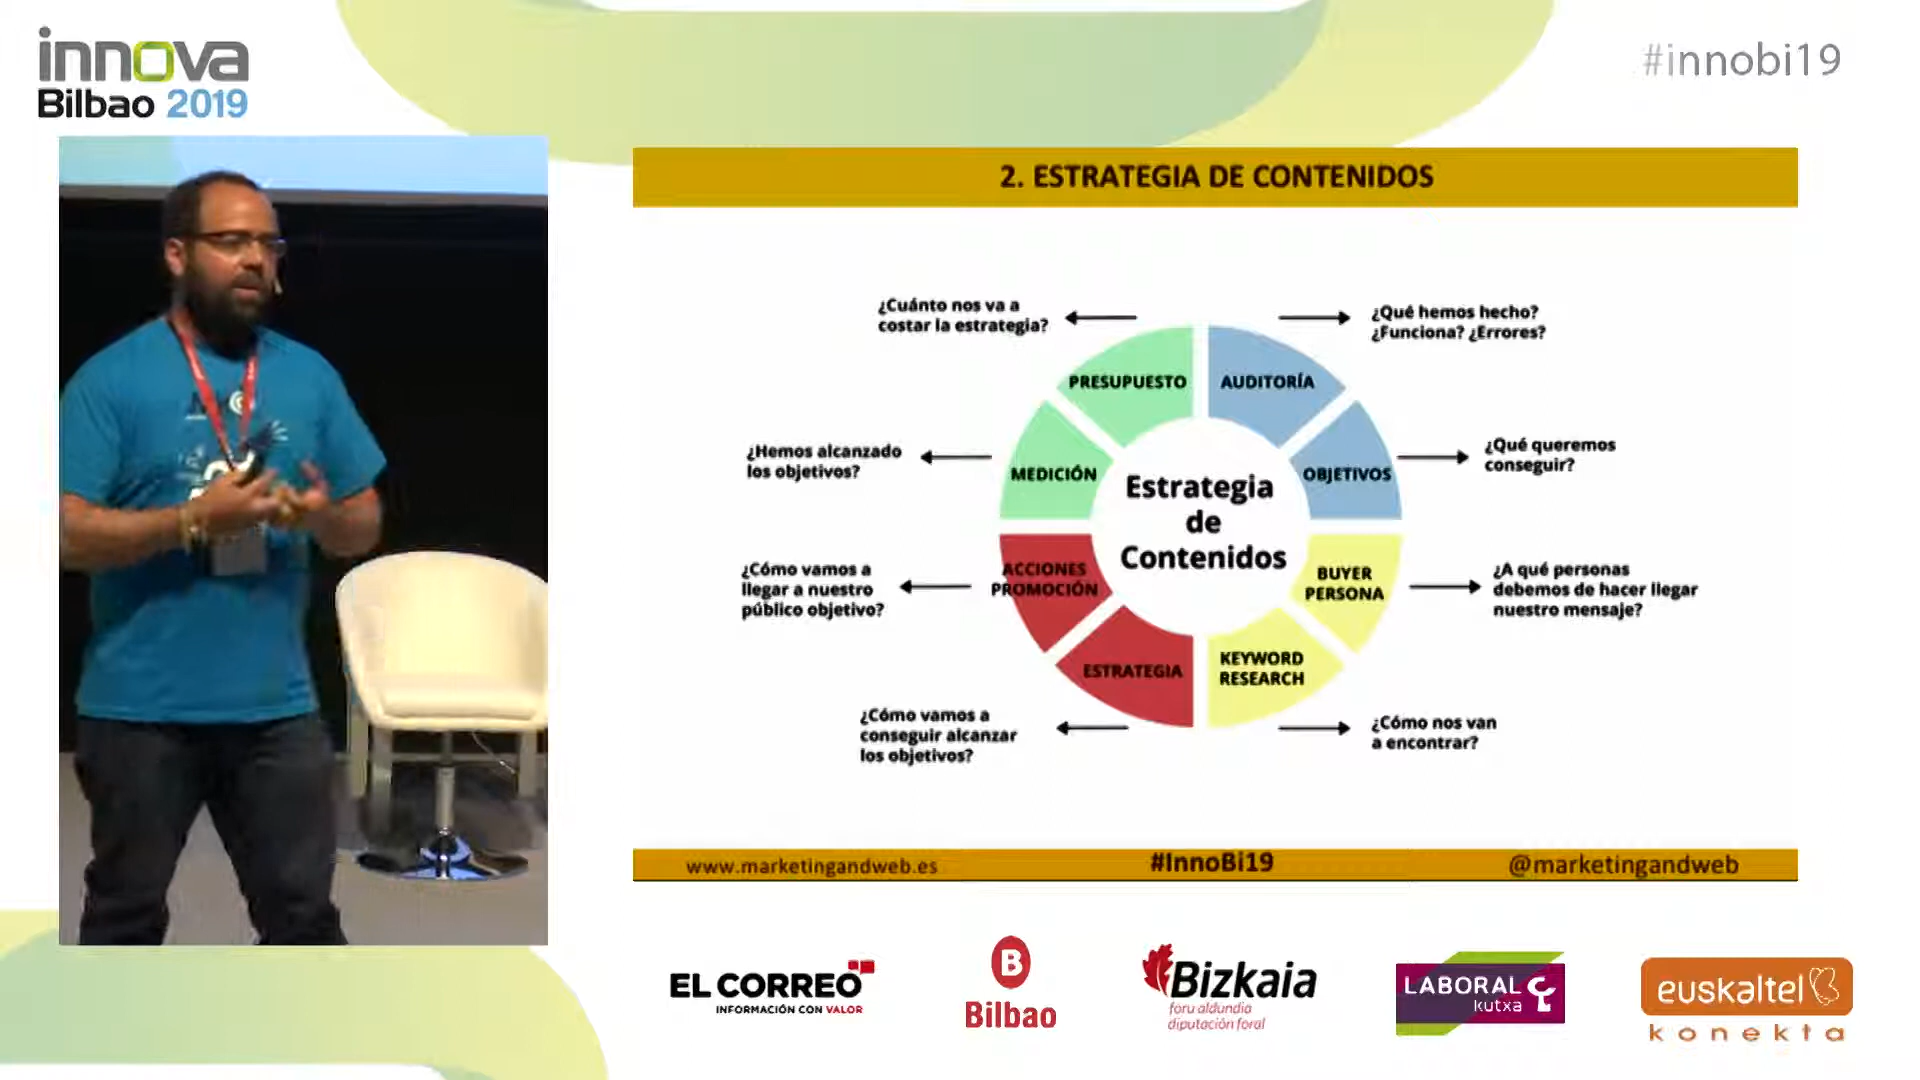 innova
Bilbao 2019
#innobi19
2. ESTRATEGIA DE CONTENIDOS
¿Cuánto nos va a
costar la estrategia?
¿Qué hemos hecho?
¿Funciona? ¿Errores?
PRESUPUESTO
AUDITORÍA
¿Hemos alcanzado
los objetivos?
MEDICIÓN
OBJETIVOS
¿Qué queremos
conseguir?
Estrategia
de
Contenidos
¿Cómo vamos a
llegar a nuestro
público objetivo?
ACCIONES
PROMOCIÓN
BUYER
PERSONA
¿A qué personas
debemos de hacer llegar
nuestro mensaje?
ESTRATEGIA
KEYWORD
RESEARCH
¿Cómo vamos a
conseguir alcanzar
los objetivos?
¿Cómo nos van
a encontrar?
www.marketingandweb.es
#InnoBi19
@marketingandweb
EL CORREO
INFORMACIÓN CON VALOR
B
Bilbao
Bizkaia
foru aldundia
diputación foral
LABORAL
kutxa
euskaltel
konekta